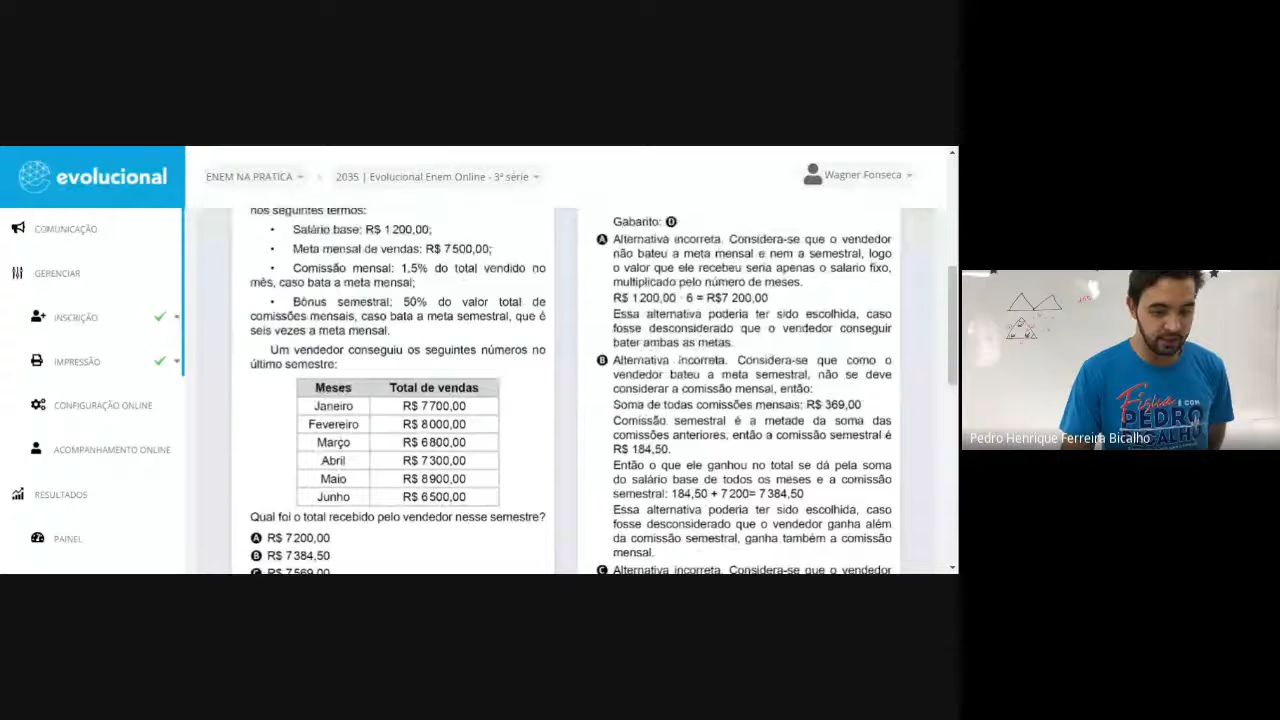 evolucional
ENEM NA PRATICA
2035 | Evolucional Enem Online - 3ª série
Wagner Fonseca
COMUNICAÇÃO
GERENCIAR
INSCRIÇÃO
IMPRESSÃO
CONFIGURAÇÃO ONLINE
ACOMPANHAMENTO ONLINE
RESULTADOS
PAINEL
nos seguintes termos:
• Salário base: R$ 1 200,00;
• Meta mensal de vendas: R$ 7 500,00;
• Comissão mensal: 1,5% do total vendido no
mês, caso bata a meta mensal;
• Bônus semestral: 50% do valor total de
comissões mensais, caso bata a meta semestral, que é
seis vezes a meta mensal.
Um vendedor conseguiu os seguintes números no
último semestre:
Meses Total de vendas
Janeiro R$ 7 700,00
Fevereiro R$ 8 000,00
Março R$ 6 800,00
Abril R$ 7 300,00
Maio R$ 8 900,00
Junho R$ 6 500,00
Qual foi o total recebido pelo vendedor nesse semestre?
A R$ 7 200,00
B R$ 7 384,50
C R$ 7 569,00
Gabarito: D
A Alternativa incorreta. Considera-se que o vendedor
não bateu a meta mensal e nem a semestral, logo
o valor que ele recebeu seria apenas o salario fixo,
multiplicado pelo número de meses.
R$ 1 200,00 · 6 = R$7 200,00
Essa alternativa poderia ter sido escolhida, caso
fosse desconsiderado que o vendedor conseguir
bater ambas as metas.
B Alternativa incorreta. Considera-se que como o
vendedor bateu a meta semestral, não se deve
considerar a comissão mensal, então:
Soma de todas comissões mensais: R$ 369,00
Comissão semestral é a metade da soma das
comissões anteriores, então a comissão semestral é
R$ 184,50.
Então o que ele ganhou no total se dá pela soma
do salário base de todos os meses e a comissão
semestral: 184,50 + 7 200= 7 384,50
Essa alternativa poderia ter sido escolhida, caso
fosse desconsiderado que o vendedor ganha além
da comissão semestral, ganha também a comissão
mensal.
C Alternativa incorreta. Considera-se que o vendedor
Física É COM
PEDRO
BICALHO
Pedro Henrique Ferreira Bicalho